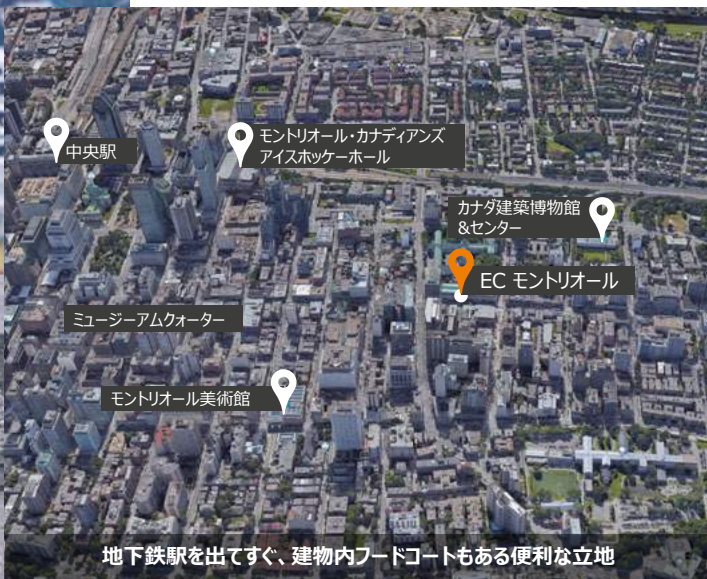 中央駅
モントリオール・カナディアンズ
アイスホッケーホール
カナダ建築博物館
&センター
EC モントリオール
ミュージーアムクォーター
モントリオール美術館
地下鉄駅を出てすぐ、建物内フードコートもある便利な立地